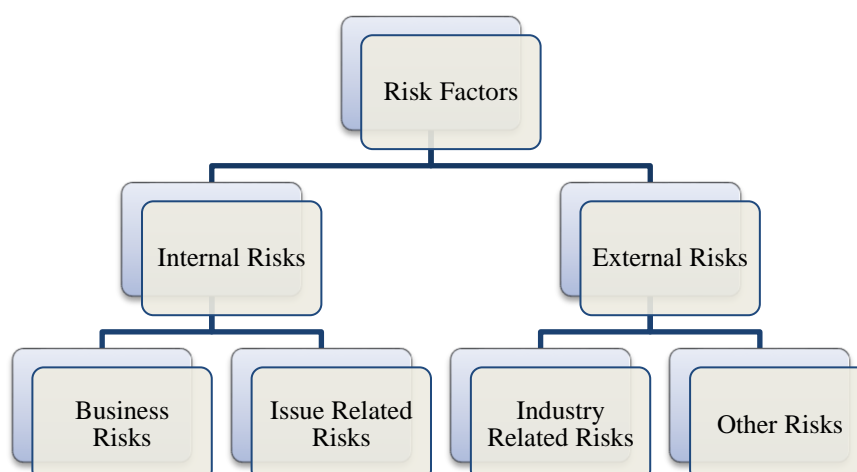 Risk Factors
Internal Risks
External Risks
Business
Risks
Issue Related
Risks
Industry
Related Risks
Other Risks